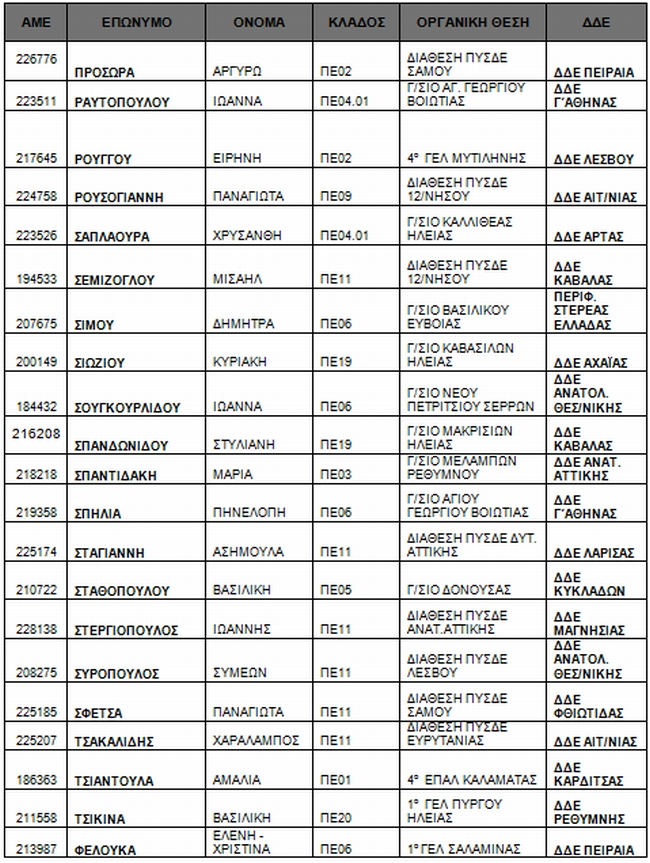 ΑΜΕ ΕΠΩΝΥΜΟ ΟΝΟΜΑ ΚΛΑΔΟΣ ΟΡΓΑΝΙΚΗ ΘΕΣΗ ΔΔΕ
226776 ΠΡΟΣΩΡΑ ΑΡΓΥΡΩ ΠΕ02 ΔΙΑΘΕΣΗ ΠΥΣΔΕ
ΣΑΜΟΥ ΔΔΕ ΠΕΙΡΑΙΑ
223511 ΡΑΥΤΟΠΟΥΛΟΥ ΙΩΑΝΝΑ ΠΕ04.01 Γ/ΣΙΟ ΑΓ. ΓΕΩΡΓΙΟΥ
ΒΟΙΩΤΙΑΣ ΔΔΕ
Γ'ΑΘΗΝΑΣ
217645 ΡΟΥΓΓΟΥ ΕΙΡΗΝΗ ΠΕ02 4º ΓΕΛ ΜΥΤΙΛΗΝΗΣ ΔΔΕ ΛΕΣΒΟΥ
224758 ΡΟΥΣΟΓΙΑΝΝΗ ΠΑΝΑΓΙΩΤΑ ΠΕ09 ΔΙΑΘΕΣΗ ΠΥΣΔΕ
12/ΝΗΣΟΥ ΔΔΕ ΑΙΤ/ΝΙΑΣ
223526 ΣΑΠΛΑΟΥΡΑ ΧΡΥΣΑΝΘΗ ΠΕ04.01 Γ/ΣΙΟ ΚΑΛΛΙΘΕΑΣ
ΗΛΕΙΑΣ ΔΔΕ ΑΡΤΑΣ
194533 ΣΕΜΙΖΟΓΛΟΥ ΜΙΣΑΗΛ ΠΕ11 ΔΙΑΘΕΣΗ ΠΥΣΔΕ
12/ΝΗΣΟΥ ΔΔΕ
ΚΑΒΑΛΑΣ
207675 ΣΙΜΟΥ ΔΗΜΗΤΡΑ ΠΕ06 Γ/ΣΙΟ ΒΑΣΙΛΙΚΟΥ
ΕΥΒΟΙΑΣ ΠΕΡΙΦ.
ΣΤΕΡΕΑΣ
ΕΛΛΑΔΑΣ
200149 ΣΙΩΖΙΟΥ ΚΥΡΙΑΚΗ ΠΕ19 Γ/ΣΙΟ ΚΑΒΑΣΙΛΩΝ
ΗΛΕΙΑΣ ΔΔΕ ΑΧΑΪΑΣ
184432 ΣΟΥΓΚΟΥΡΛΙΔΟΥ ΙΩΑΝΝΑ ΠΕ06 Γ/ΣΙΟ ΝΕΟΥ
ΠΕΤΡΙΤΣΙΟΥ ΣΕΡΡΩΝ ΔΔΕ
ΑΝΑΤΟΛ.
ΘΕΣ/ΝΙΚΗΣ
216208 ΣΠΑΝΔΩΝΙΔΟΥ ΣΤΥΛΙΑΝΗ ΠΕ19 Γ/ΣΙΟ ΜΑΚΡΙΣΙΩΝ
ΗΛΕΙΑΣ ΔΔΕ
ΚΑΒΑΛΑΣ
218218 ΣΠΑΝΤΙΔΑΚΗ ΜΑΡΙΑ ΠΕ03 Γ/ΣΙΟ ΜΕΛΑΜΠΩΝ
ΡΕΘΥΜΝΟΥ ΔΔΕ ΑΝΑΤ.
ΑΤΤΙΚΗΣ
219358 ΣΠΗΛΙΑ ΠΗΝΕΛΟΠΗ ΠΕ06 Γ/ΣΙΟ ΑΓΙΟΥ
ΓΕΩΡΓΙΟΥ ΒΟΙΩΤΙΑΣ ΔΔΕ
Γ'ΑΘΗΝΑΣ
225174 ΣΤΑΓΙΑΝΝΗ ΑΣΗΜΟΥΛΑ ΠΕ11 ΔΙΑΘΕΣΗ ΠΥΣΔΕ ΔΥΤ.
ΑΤΤΙΚΗΣ ΔΔΕ ΛΑΡΙΣΑΣ
210722 ΣΤΑΘΟΠΟΥΛΟΥ ΒΑΣΙΛΙΚΗ ΠΕ05 Γ/ΣΙΟ ΔΟΝΟΥΣΑΣ ΔΔΕ
ΚΥΚΛΑΔΩΝ
228138 ΣΤΕΡΓΙΟΠΟΥΛΟΣ ΙΩΑΝΝΗΣ ΠΕ11 ΔΙΑΘΕΣΗ ΠΥΣΔΕ
ΑΝΑΤ.ΑΤΤΙΚΗΣ ΔΔΕ
ΜΑΓΝΗΣΙΑΣ
208275 ΣΥΡΟΠΟΥΛΟΣ ΣΥΜΕΩΝ ΠΕ11 ΔΙΑΘΕΣΗ ΠΥΣΔΕ
ΛΕΣΒΟΥ ΔΔΕ
ΑΝΑΤΟΛ.
ΘΕΣ/ΝΙΚΗΣ
225185 ΣΦΕΤΣΑ ΠΑΝΑΓΙΩΤΑ ΠΕ11 ΔΙΑΘΕΣΗ ΠΥΣΔΕ
ΣΑΜΟΥ ΔΔΕ
ΦΘΙΩΤΙΔΑΣ
225207 ΤΣΑΚΑΛΙΔΗΣ ΧΑΡΑΛΑΜΠΟΣ ΠΕ11 ΔΙΑΘΕΣΗ ΠΥΣΔΕ
ΕΥΡΥΤΑΝΙΑΣ ΔΔΕ ΑΙΤ/ΝΙΑΣ
186363 ΤΣΙΑΝΤΟΥΛΑ ΑΜΑΛΙΑ ΠΕ01 4º ΕΠΑΛ ΚΑΛΑΜΑΤΑΣ ΔΔΕ
ΚΑΡΔΙΤΣΑΣ
211558 ΤΣΙΚΙΝΑ ΒΑΣΙΛΙΚΗ ΠΕ20 1º ΓΕΛ ΠΥΡΓΟΥ
ΗΛΕΙΑΣ ΔΔΕ
ΡΕΘΥΜΝΗΣ
213987 ΦΕΛΟΥΚΑ ΕΛΕΝΗ -
ΧΡΙΣΤΙΝΑ ΠΕ06 1ºΓΕΛ ΣΑΛΑΜΙΝΑΣ ΔΔΕ ΠΕΙΡΑΙΑ